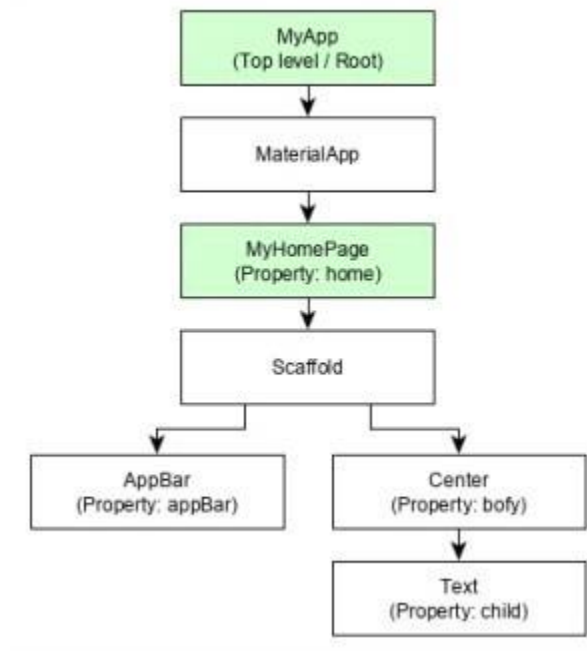 MyApp
(Top level / Root)
MaterialApp
MyHomePage
(Property: home)
Scaffold
AppBar
(Property: appBar)
Center
(Property: bofy)
Text
(Property: child)